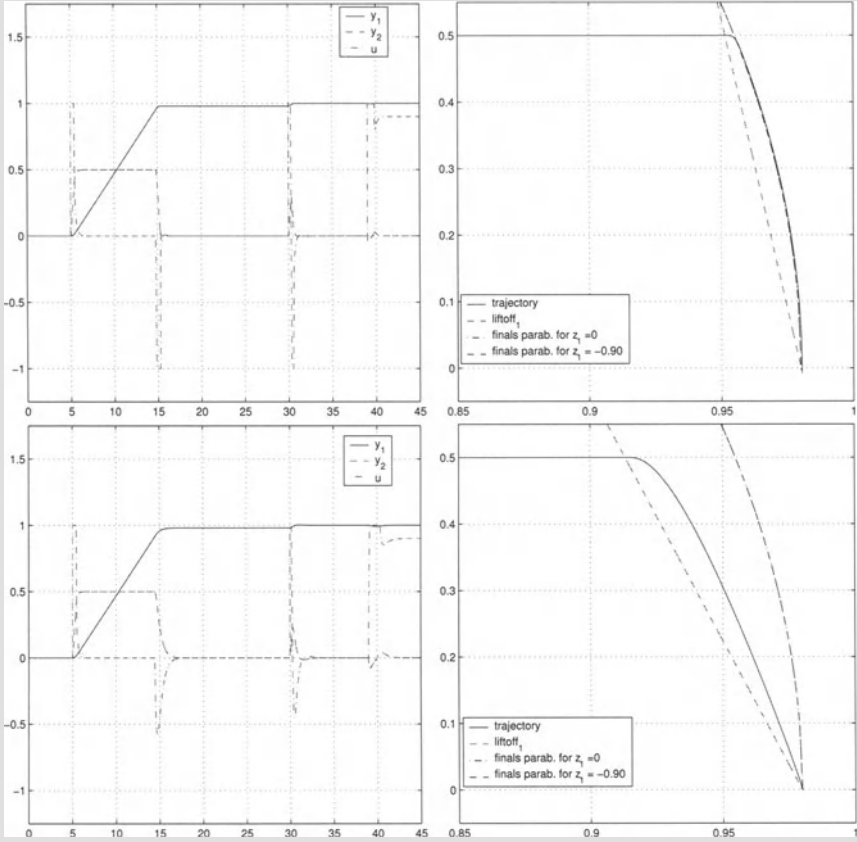 1.5
1
0.5
0
−0.5
−1
0 5 10 15 20 25 30 35 40 45
y1
y2
u
0.5
0.4
0.3
0.2
0.1
0
0.85 0.9 0.95 1
trajectory
liftoff1
finals parab. for z1 =0
finals parab. for z1 = −0.90
1.5
1
0.5
0
−0.5
−1
0 5 10 15 20 25 30 35 40 45
y1
y2
u
0.5
0.4
0.3
0.2
0.1
0
0.85 0.9 0.95 1
trajectory
liftoff1
finals parab. for z1 =0
finals parab. for z1 = −0.90